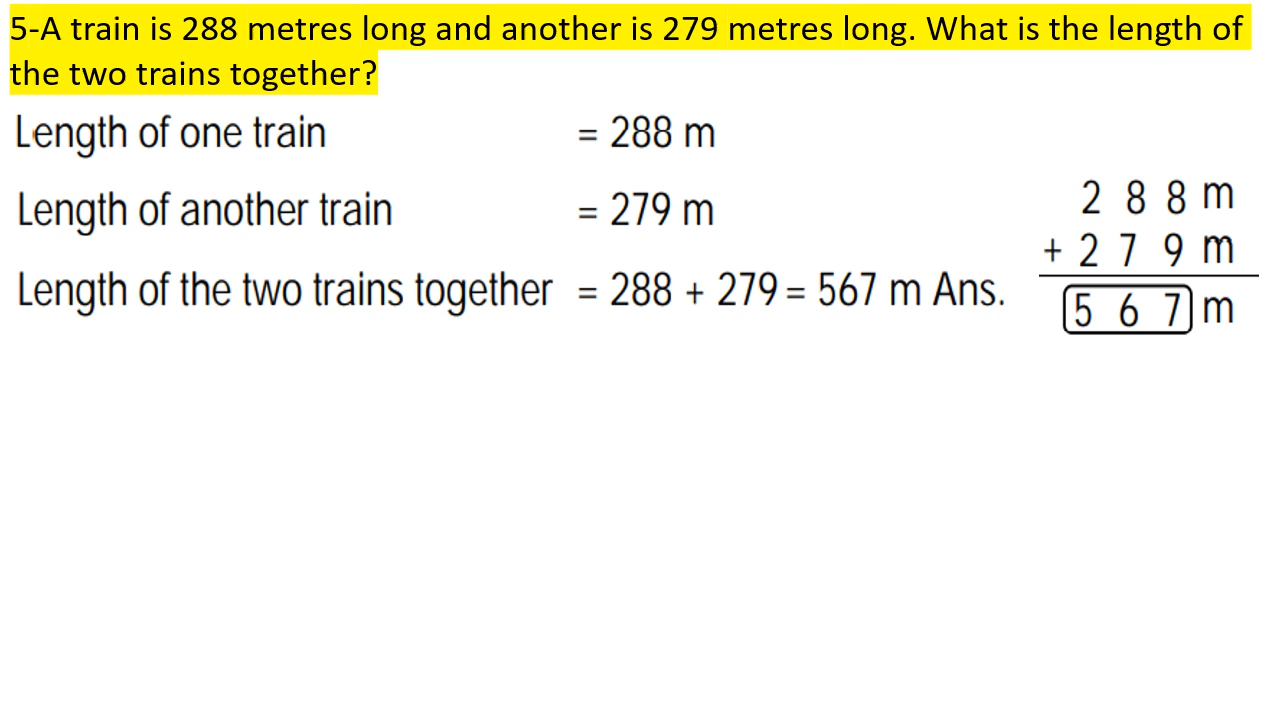 5-A train is 288 metres long and another is 279 metres long. What is the length of
the two trains together?
Length of one train = 288 m
Length of another train = 279 m
Length of the two trains together = 288 + 279 = 567 m Ans.
2 8 8 m
+ 2 7 9 m
5 6 7 m